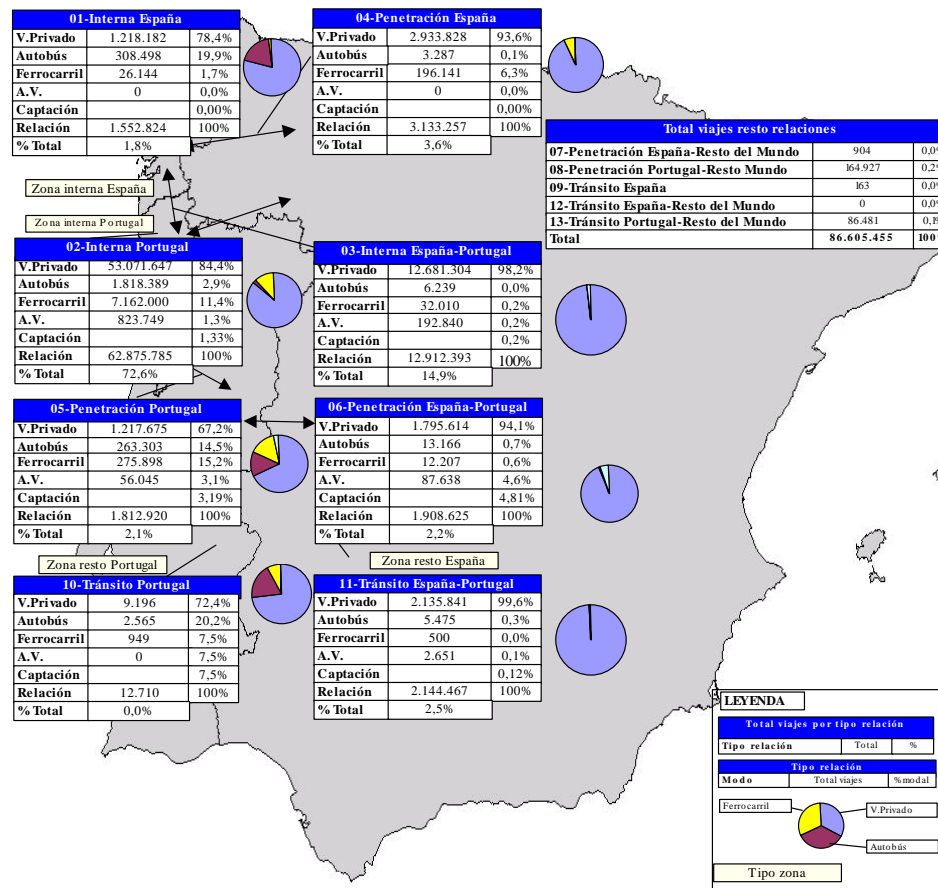 01-Interna España
V.Privado 1.218.182 78,4%
Autobús 308.498 19,9%
Ferrocarril 26.144 1,7%
A.V. 0 0,0%
Captación 0,00%
Relación 1.552.824 100%
% Total 1,8%
04-Penetración España
V.Privado 2.933.828 93,6%
Autobús 3.287 0,1%
Ferrocarril 196.141 6,3%
A.V. 0 0,0%
Captación 0,00%
Relación 3.133.257 100%
% Total 3,6%
Total viajes resto relaciones
07-Penetración España-Resto del Mundo 904 0,0%
08-Penetración Portugal-Resto Mundo 164.927 0,2%
09-Tránsito España 163 0,0%
12-Tránsito España-Resto del Mundo 0 0,0%
13-Tránsito Portugal-Resto del Mundo 86.481 0,1%
Total 86.605.455 100%
Zona interna España
Zona interna Portugal
02-Interna Portugal
V.Privado 53.071.647 84,4%
Autobús 1.818.389 2,9%
Ferrocarril 7.162.000 11,4%
A.V. 823.749 1,3%
Captación 1,33%
Relación 62.875.785 100%
% Total 72,6%
03-Interna España-Portugal
V.Privado 12.681.304 98,2%
Autobús 6.239 0,0%
Ferrocarril 32.010 0,2%
A.V. 192.840 0,2%
Captación 0,2%
Relación 12.912.393 100%
% Total 14,9%
05-Penetración Portugal
V.Privado 1.217.675 67,2%
Autobús 263.303 14,5%
Ferrocarril 275.898 15,2%
A.V. 56.045 3,1%
Captación 3,19%
Relación 1.812.920 100%
% Total 2,1%
06-Penetración España-Portugal
V.Privado 1.795.614 94,1%
Autobús 13.166 0,7%
Ferrocarril 12.207 0,6%
A.V. 87.638 4,6%
Captación 4,81%
Relación 1.908.625 100%
% Total 2,2%
Zona resto Portugal
Zona resto España
10-Tránsito Portugal
V.Privado 9.196 72,4%
Autobús 2.565 20,2%
Ferrocarril 949 7,5%
A.V. 0 7,5%
Captación 7,5%
Relación 12.710 100%
% Total 0,0%
11-Tránsito España-Portugal
V.Privado 2.135.841 99,6%
Autobús 5.475 0,3%
Ferrocarril 500 0,0%
A.V. 2.651 0,1%
Captación 0,12%
Relación 2.144.467 100%
% Total 2,5%
LEYENDA
Total viajes por tipo relación
Tipo relación Total %
Tipo relación
Modo Total viajes % modal
Ferrocarril
V.Privado
Autobús
Tipo zona